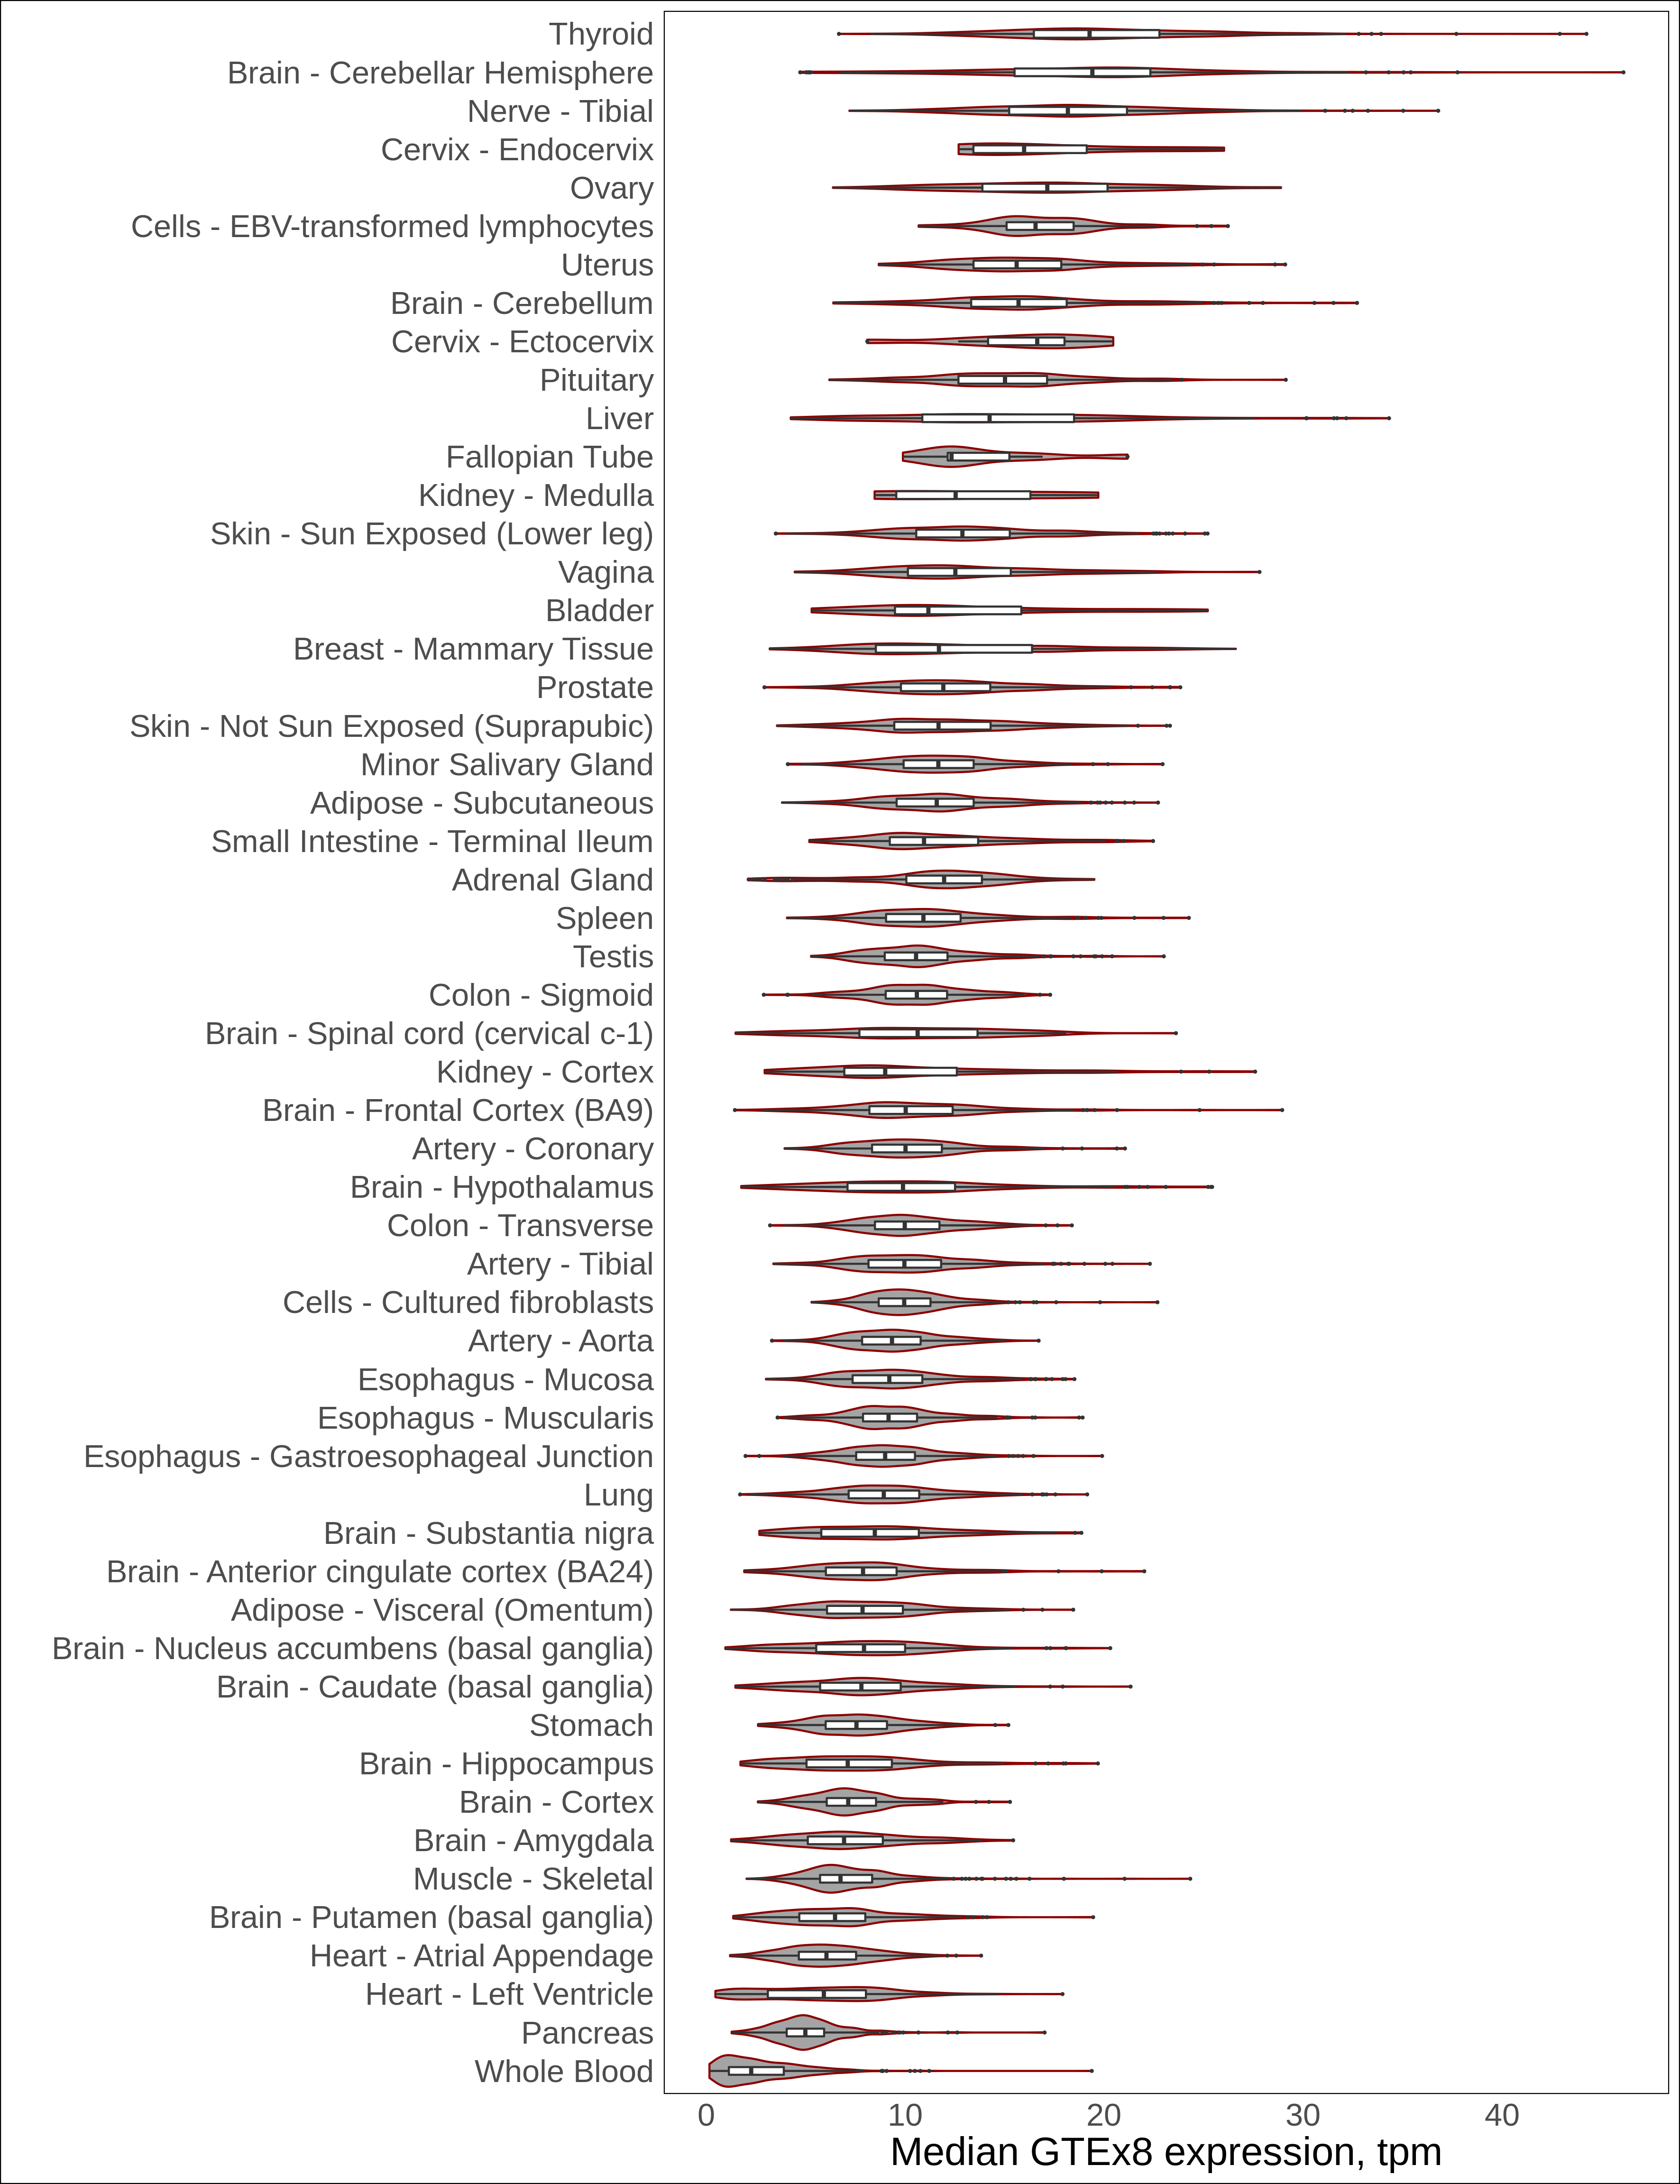 Thyroid
Brain - Cerebellar Hemisphere
Nerve - Tibial
Cervix - Endocervix
Ovary
Cells - EBV-transformed lymphocytes
Uterus
Brain - Cerebellum
Cervix - Ectocervix
Pituitary
Liver
Fallopian Tube
Kidney - Medulla
Skin - Sun Exposed (Lower leg)
Vagina
Bladder
Breast - Mammary Tissue
Prostate
Skin - Not Sun Exposed (Suprapubic)
Minor Salivary Gland
Adipose - Subcutaneous
Small Intestine - Terminal Ileum
Adrenal Gland
Spleen
Testis
Colon - Sigmoid
Brain - Spinal cord (cervical c-1)
Kidney - Cortex
Brain - Frontal Cortex (BA9)
Artery - Coronary
Brain - Hypothalamus
Colon - Transverse
Artery - Tibial
Cells - Cultured fibroblasts
Artery - Aorta
Esophagus - Mucosa
Esophagus - Muscularis
Esophagus - Gastroesophageal Junction
Lung
Brain - Substantia nigra
Brain - Anterior cingulate cortex (BA24)
Adipose - Visceral (Omentum)
Brain - Nucleus accumbens (basal ganglia)
Brain - Caudate (basal ganglia)
Stomach
Brain - Hippocampus
Brain - Cortex
Brain - Amygdala
Muscle - Skeletal
Brain - Putamen (basal ganglia)
Heart - Atrial Appendage
Heart - Left Ventricle
Pancreas
Whole Blood
0 10 20 30 40
Median GTEx8 expression, tpm